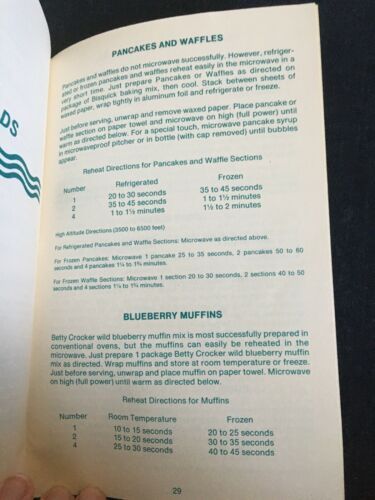 DS
PANCAKES AND WAFFLES
Pancakes and waffles do not microwave successfully. However, refriger-
ated or frozen pancakes and waffles reheat easily in the microwave in a
very short time. Just prepare Pancakes or Waffles as directed on
package of Bisquick baking mix, then cool. Stack between sheets of
waxed paper, wrap tightly in aluminum foil and refrigerate or freeze.
Just before serving, unwrap and remove waxed paper. Place pancake or
waffle section on paper towel and microwave on high (full power) until
warm as directed below. For a special touch, microwave pancake syrup
in microwaveproof pitcher or in bottle (with cap removed) until bubbles
appear.
Reheat Directions for Pancakes and Waffle Sections
Number Refrigerated Frozen
1 20 to 30 seconds 35 to 45 seconds
2 35 to 45 seconds 1 to 1½ minutes
4 1 to 1½ minutes 1½ to 2 minutes
High Altitude Directions (3500 to 6500 feet)
For Refrigerated Pancakes and Waffle Sections: Microwave as directed above.
For Frozen Pancakes: Microwave 1 pancake 25 to 35 seconds, 2 pancakes 50 to 60
seconds and 4 pancakes 1¼ to 1¾ minutes.
For Frozen Waffle Sections: Microwave 1 section 20 to 30 seconds, 2 sections 40 to 50
seconds and 4 sections 1¼ to 1¾ minutes.
BLUEBERRY MUFFINS
Betty Crocker wild blueberry muffin mix is most successfully prepared in
conventional ovens, but the muffins can easily be reheated in the
microwave. Just prepare 1 package Betty Crocker wild blueberry muffin
mix as directed. Wrap muffins and store at room temperature or freeze.
Just before serving, unwrap and place muffin on paper towel. Microwave
on high (full power) until warm as directed below.
Reheat Directions for Muffins
Number Room Temperature Frozen
1 10 to 15 seconds 20 to 25 seconds
2 15 to 20 seconds 30 to 35 seconds
4 25 to 30 seconds 40 to 45 seconds
29